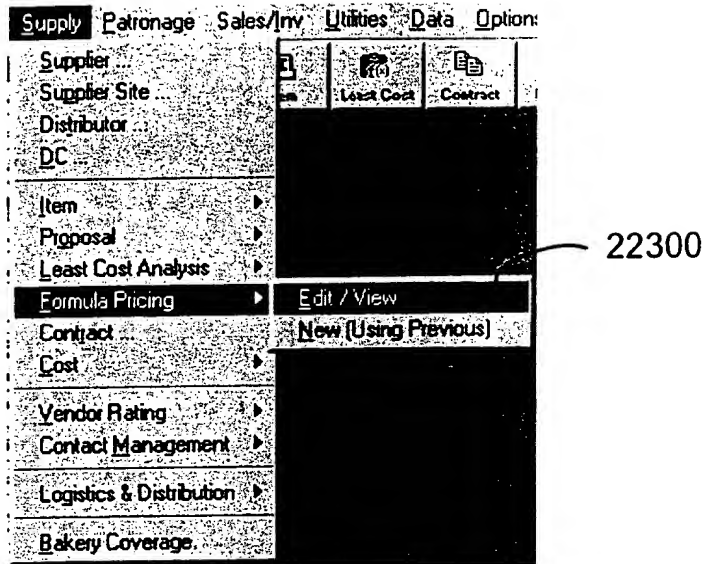 Supply Patronage Sales/Inv Utilities Data Options
Supplier ...
Supplier Site ...
Distributor ...
DC ...
Least Cost Contract
Item
Proposal
Least Cost Analysis
22300
Formula Pricing Edit / View
Contract ... New (Using Previous)
Cost
Vendor Rating
Contact Management
Logistics & Distribution
Bakery Coverage.